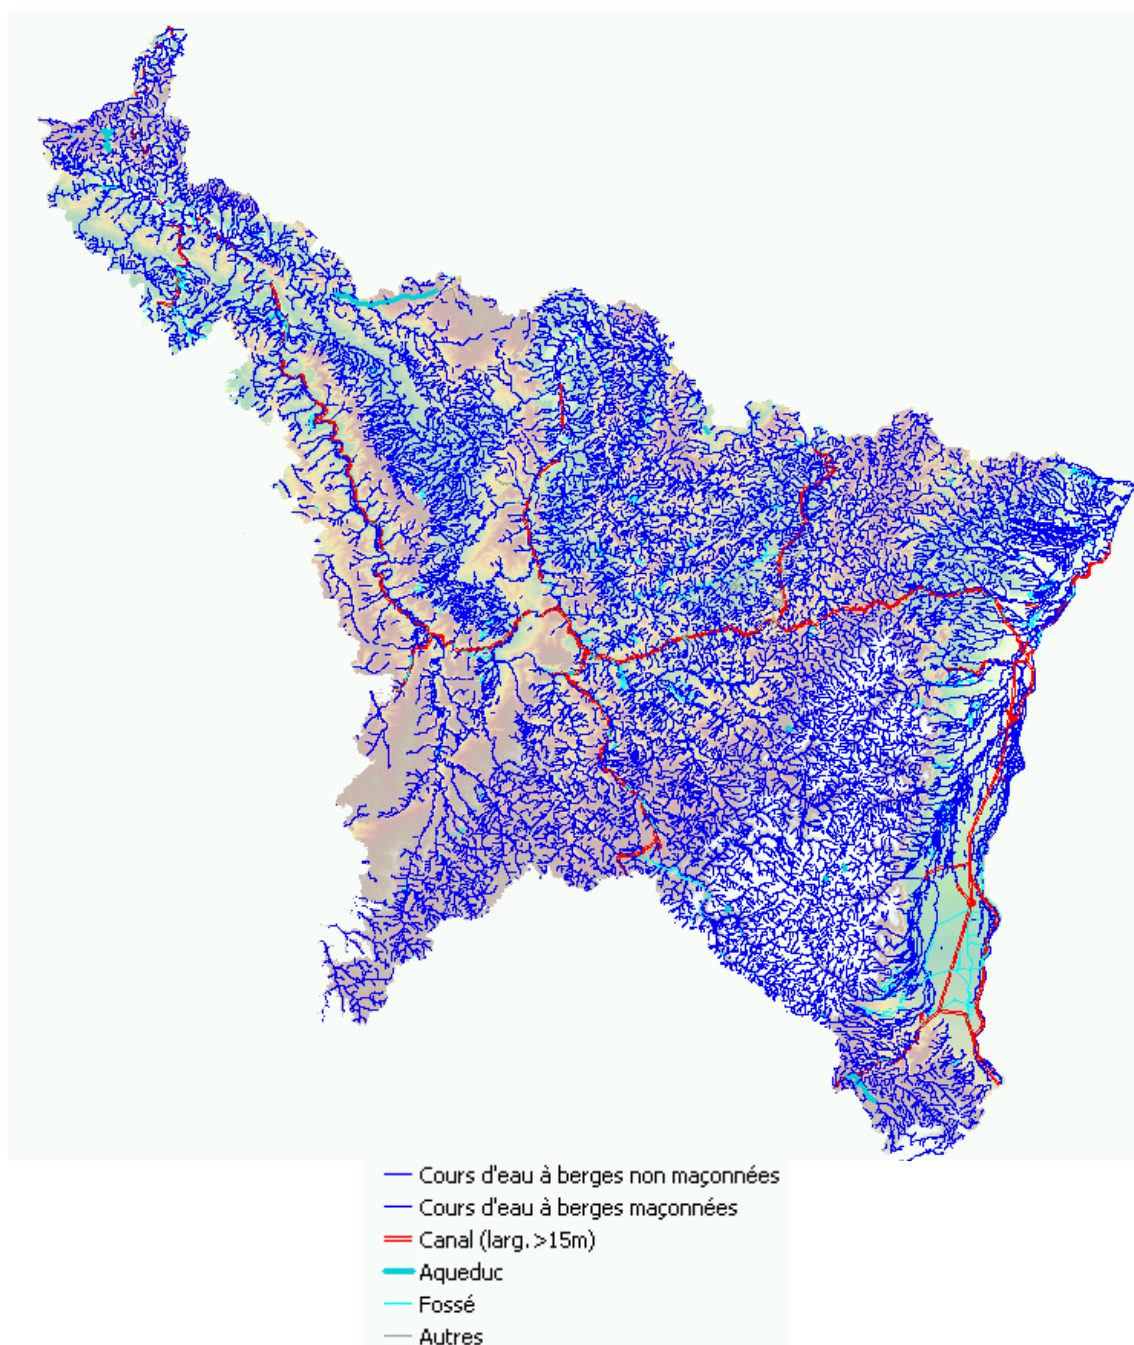 Cours d'eau à berges non maçonnées
Cours d'eau à berges maçonnées
Canal (larg. >15m)
Aqueduc
Fossé
Autres